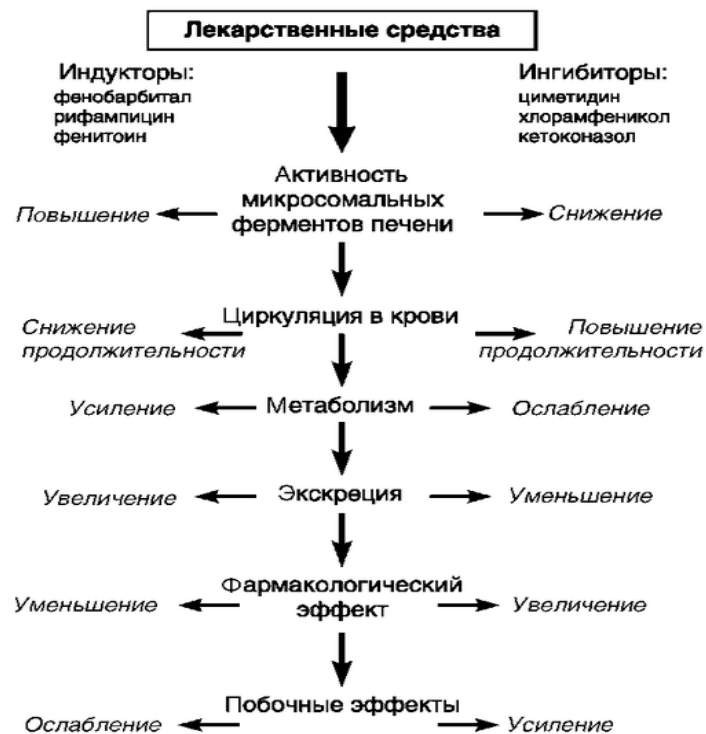 Лекарственные средства
Индукторы:
фенобарбитал
рифампицин
фенитоин
Ингибиторы:
циметидин
хлорамфеникол
кетоконазол
Активность
микросомальных
ферментов печени
Повышение
Снижение
Циркуляция в крови
Снижение
продолжительности
Повышение
продолжительности
Усиление
Метаболизм
Ослабление
Увеличение
Экскреция
Уменьшение
Фармакологический
эффект
Уменьшение
Увеличение
Побочные эффекты
Ослабление
Усиление